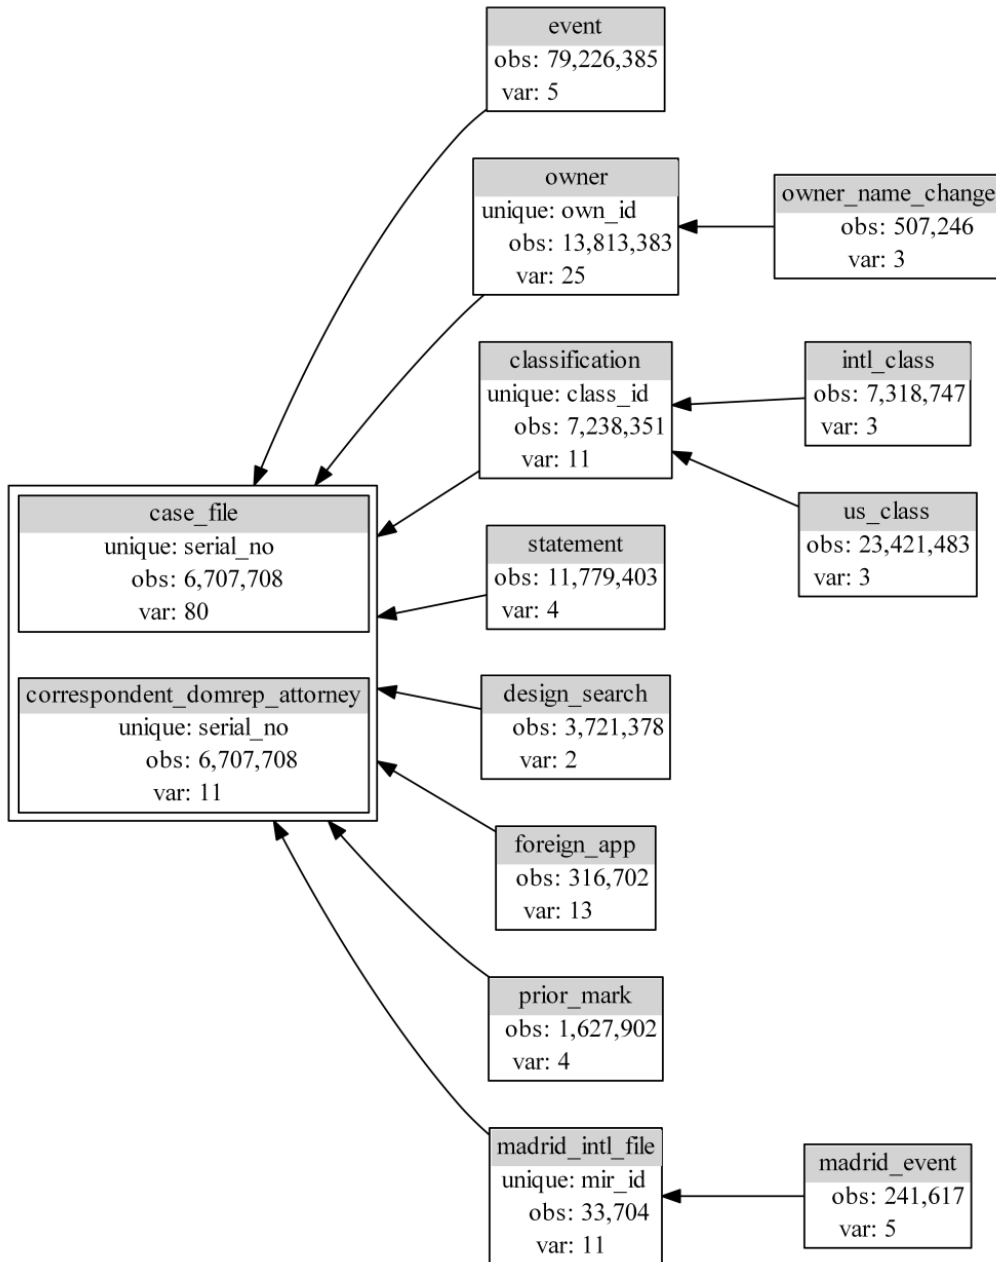 event
obs: 79,226,385
var: 5
owner
unique: own_id
obs: 13,813,383
var: 25
owner_name_change
obs: 507,246
var: 3
classification
unique: class_id
obs: 7,238,351
var: 11
intl_class
obs: 7,318,747
var: 3
us_class
obs: 23,421,483
var: 3
case_file
unique: serial_no
obs: 6,707,708
var: 80
statement
obs: 11,779,403
var: 4
correspondent_domrep_attorney
unique: serial_no
obs: 6,707,708
var: 11
design_search
obs: 3,721,378
var: 2
foreign_app
obs: 316,702
var: 13
prior_mark
obs: 1,627,902
var: 4
madrid_intl_file
unique: mir_id
obs: 33,704
var: 11
madrid_event
obs: 241,617
var: 5